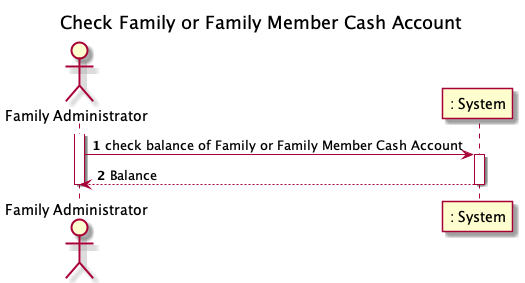 Check Family or Family Member Cash Account
Family Administrator
: System
1 check balance of Family or Family Member Cash Account
2 Balance
Family Administrator
: System